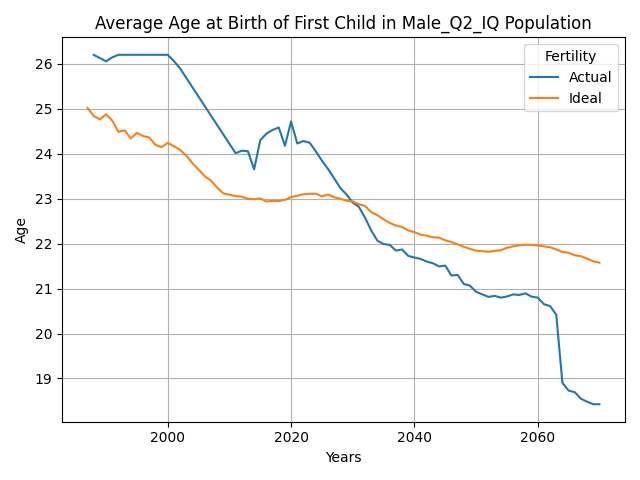 Average Age at Birth of First Child in Male_Q2_IQ Population
Fertility
Actual
Ideal
26
25
24
23
22
21
20
19
Age
2000
2020
2040
2060
Years